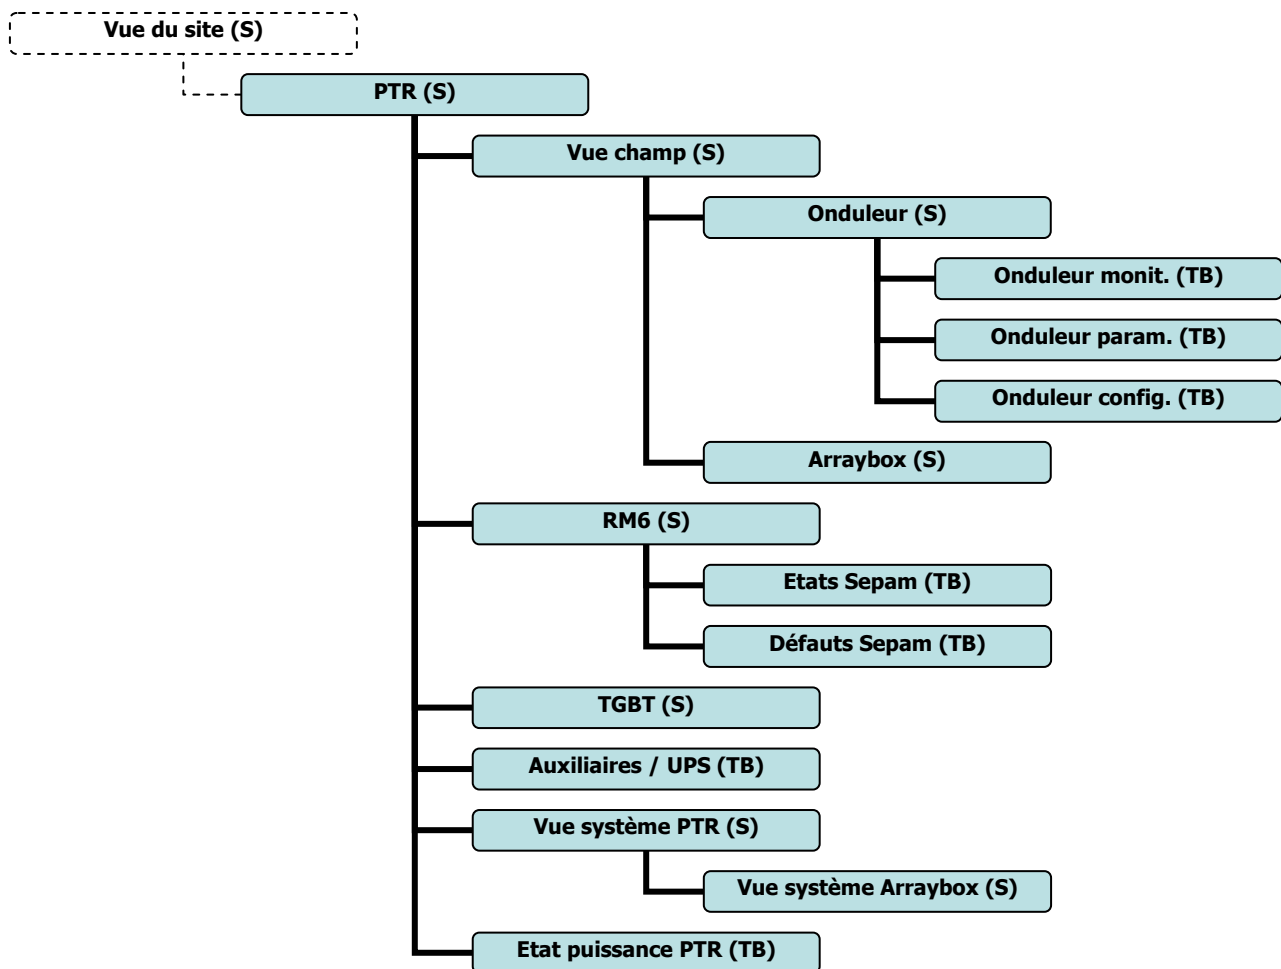 Vue du site (S)
PTR (S)
Vue champ (S)
Onduleur (S)
Onduleur monit. (TB)
Onduleur param. (TB)
Onduleur config. (TB)
Arraybox (S)
RM6 (S)
Etats Sepam (TB)
Défauts Sepam (TB)
TGBT (S)
Auxiliaires / UPS (TB)
Vue système PTR (S)
Vue système Arraybox (S)
Etat puissance PTR (TB)